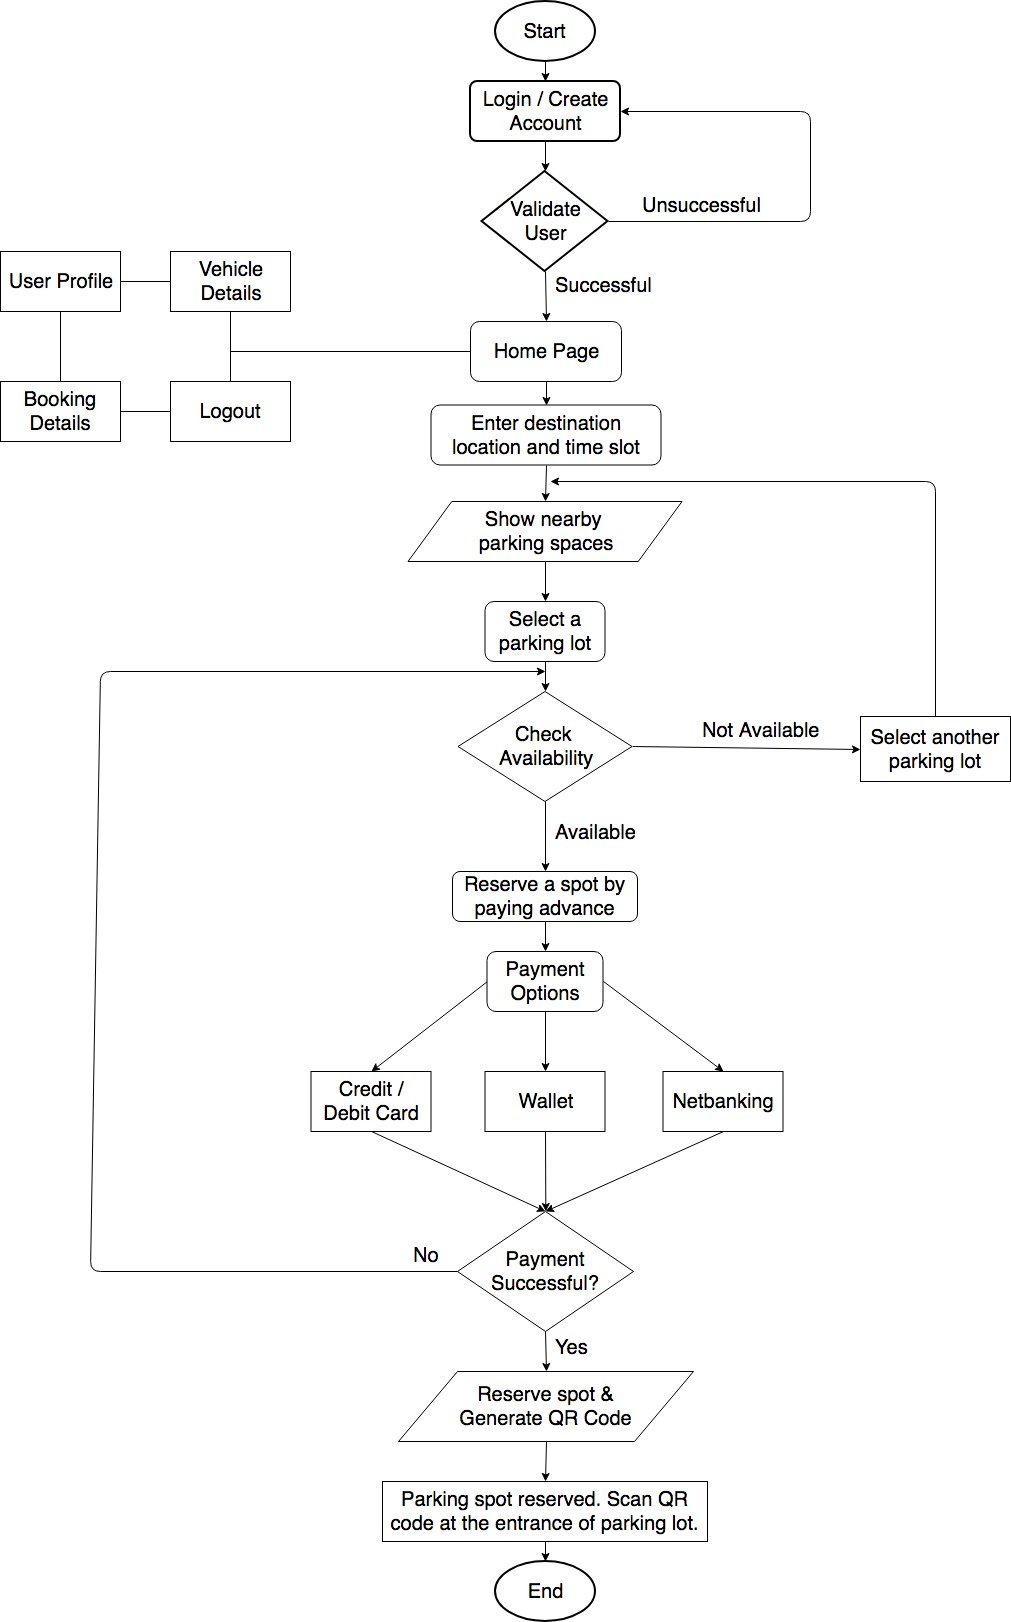 Start
Login / Create
Account
Validate
User
Unsuccessful
Successful
User Profile
Vehicle
Details
Home Page
Booking
Details
Logout
Enter destination
location and time slot
Show nearby
parking spaces
Select a
parking lot
Check
Availability
Not Available
Select another
parking lot
Available
Reserve a spot by
paying advance
Payment
Options
Credit /
Debit Card
Wallet
Netbanking
No
Payment
Successful?
Yes
Reserve spot &
Generate QR Code
Parking spot reserved. Scan QR
code at the entrance of parking lot.
End